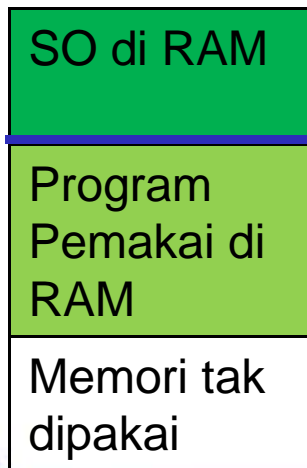 SO di RAM
Program
Pemakai di
RAM
Memori tak
dipakai